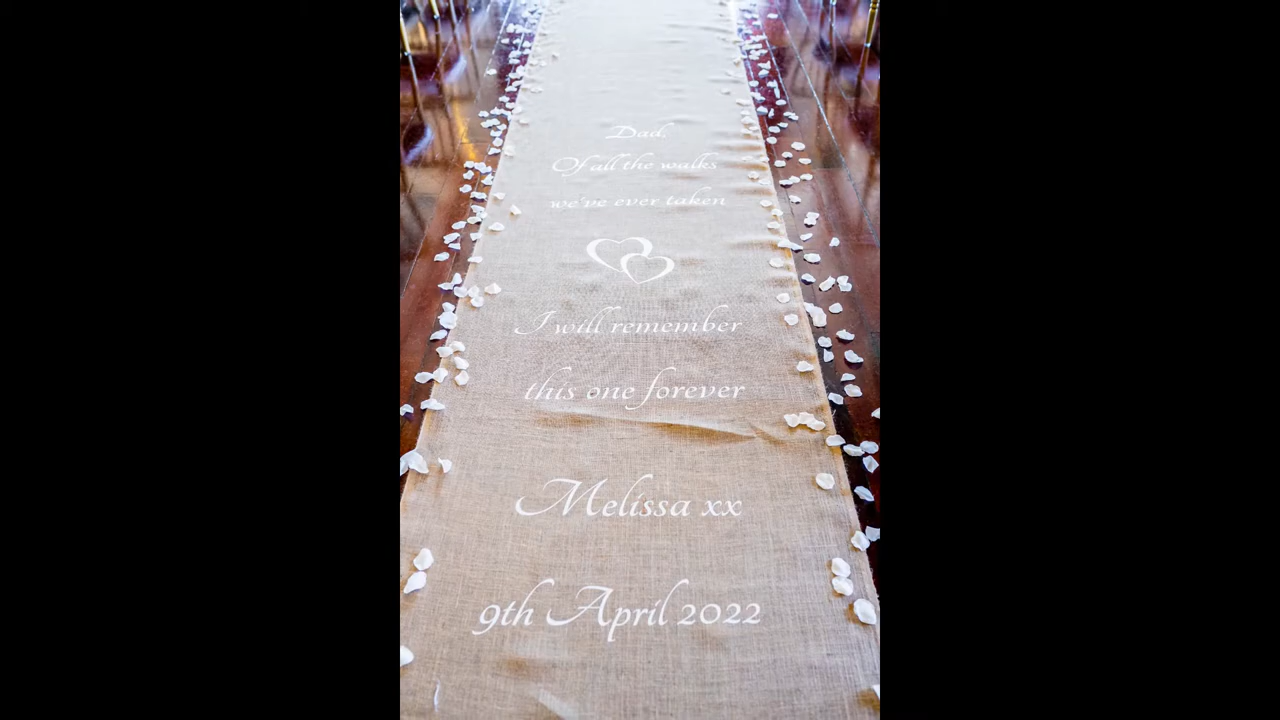 Dad,
Of all the walks
we've ever taken
I will remember
this one forever
Melissa xx
9th April 2022